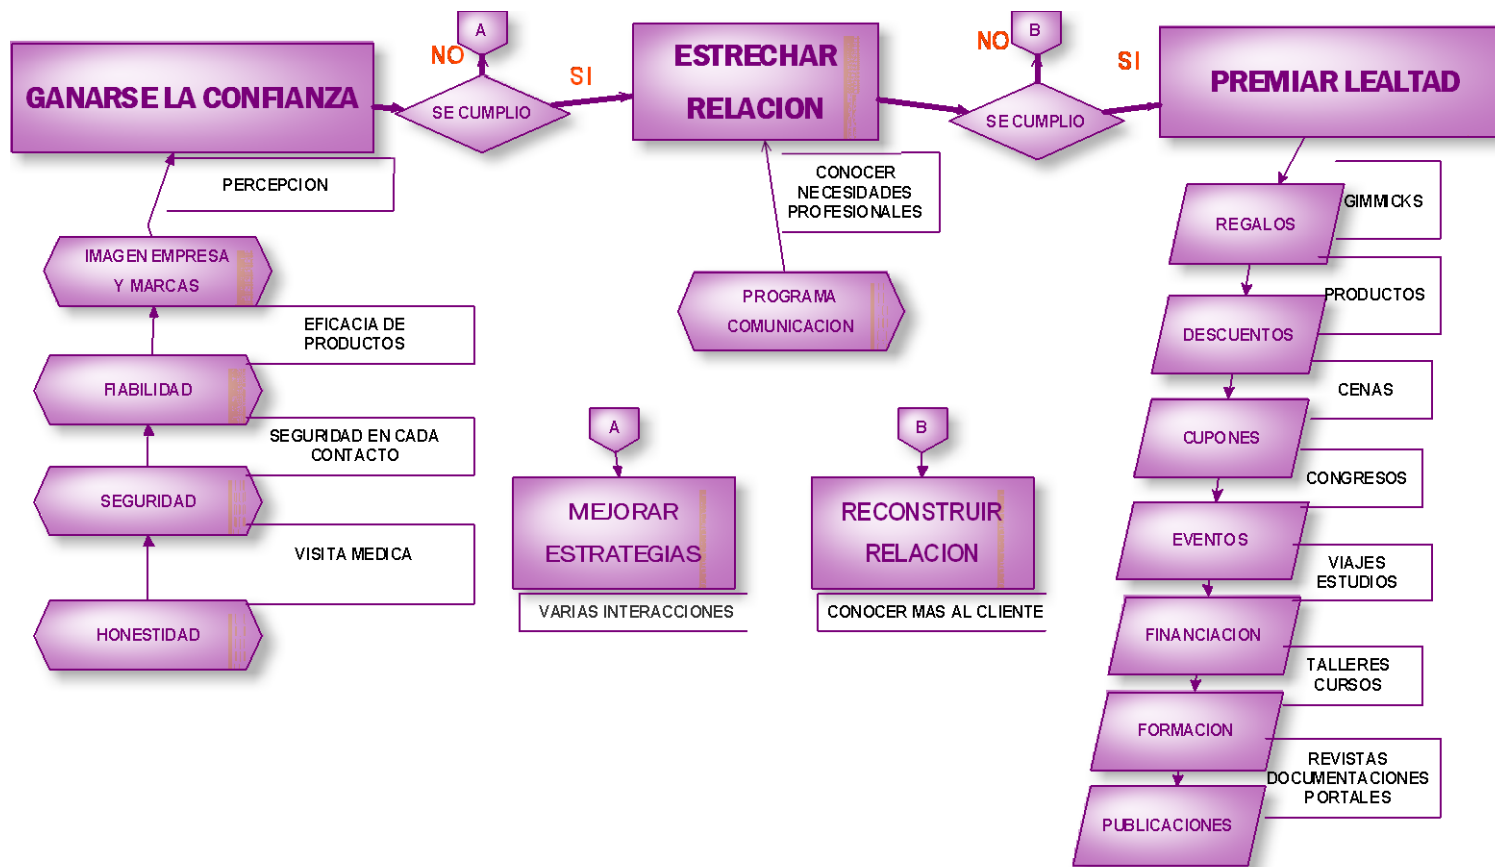 GANARSE LA CONFIANZA
A
NO
SE CUMPLIO
SI
ESTRECHAR
RELACION
B
NO
SE CUMPLIO
SI
PREMIAR LEALTAD
PERCEPCION
IMAGEN EMPRESA
Y MARCAS
EFICACIA DE
PRODUCTOS
FIABILIDAD
SEGURIDAD EN CADA
CONTACTO
SEGURIDAD
VISITA MEDICA
HONESTIDAD
CONOCER
NECESIDADES
PROFESIONALES
PROGRAMA
COMUNICACION
A
MEJORAR
ESTRATEGIAS
VARIAS INTERACCIONES
B
RECONSTRUIR
RELACION
CONOCER MAS AL CLIENTE
REGALOS
GIMMICKS
PRODUCTOS
DESCUENTOS
CENAS
CUPONES
CONGRESOS
EVENTOS
VIAJES
ESTUDIOS
FINANCIACION
TALLERES
CURSOS
FORMACION
REVISTAS
DOCUMENTACIONES
PORTALES
PUBLICACIONES